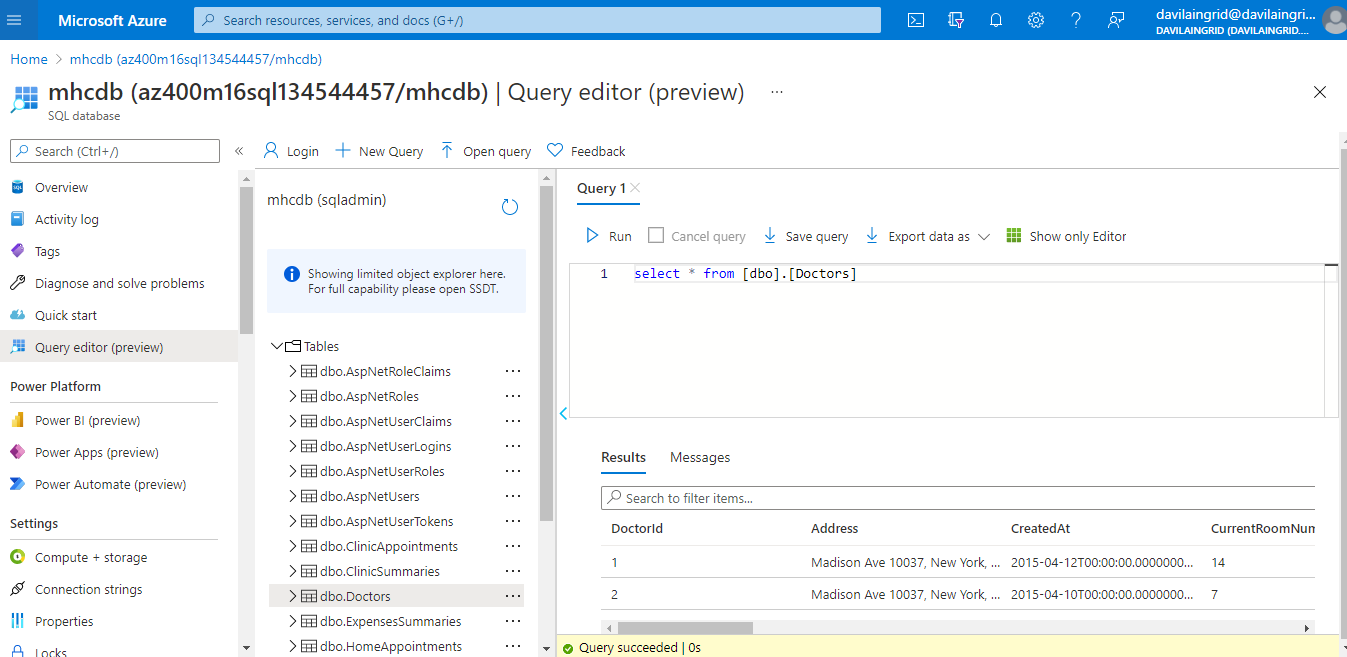 Microsoft Azure
Search resources, services, and docs (G+/)
davilaingrid@davilaingri...
DAVILAINGRID (DAVILAINGRID....
Home > mhcdb (az400m16sql134544457/mhcdb)
mhcdb (az400m16sql134544457/mhcdb) | Query editor (preview) ...
SQL database
Search (Ctrl+/)
«
Overview
Activity log
Tags
Diagnose and solve problems
Quick start
Query editor (preview)
Power Platform
Power BI (preview)
Power Apps (preview)
Power Automate (preview)
Settings
Compute + storage
Connection strings
Properties
Locks
Login
New Query
Open query
Feedback
mhcdb (sqladmin)
Showing limited object explorer here.
For full capability please open SSDT.
Tables
dbo.AspNetRoleClaims ...
dbo.AspNetRoles ...
dbo.AspNetUserClaims ...
dbo.AspNetUserLogins ...
dbo.AspNetUserRoles ...
dbo.AspNetUsers ...
dbo.AspNetUserTokens ...
dbo.ClinicAppointments ...
dbo.ClinicSummaries ...
dbo.Doctors ...
dbo.ExpensesSummaries ...
dbo.HomeAppointments ...
Query 1
Run Cancel query Save query Export data as Show only Editor
1 select * from [dbo].[Doctors]
Results Messages
Search to filter items...
DoctorId Address CreatedAt CurrentRoomNum
1 Madison Ave 10037, New York, ... 2015-04-12T00:00:00.0000000... 14
2 Madison Ave 10037, New York, ... 2015-04-10T00:00:00.0000000... 7
Query succeeded | 0s